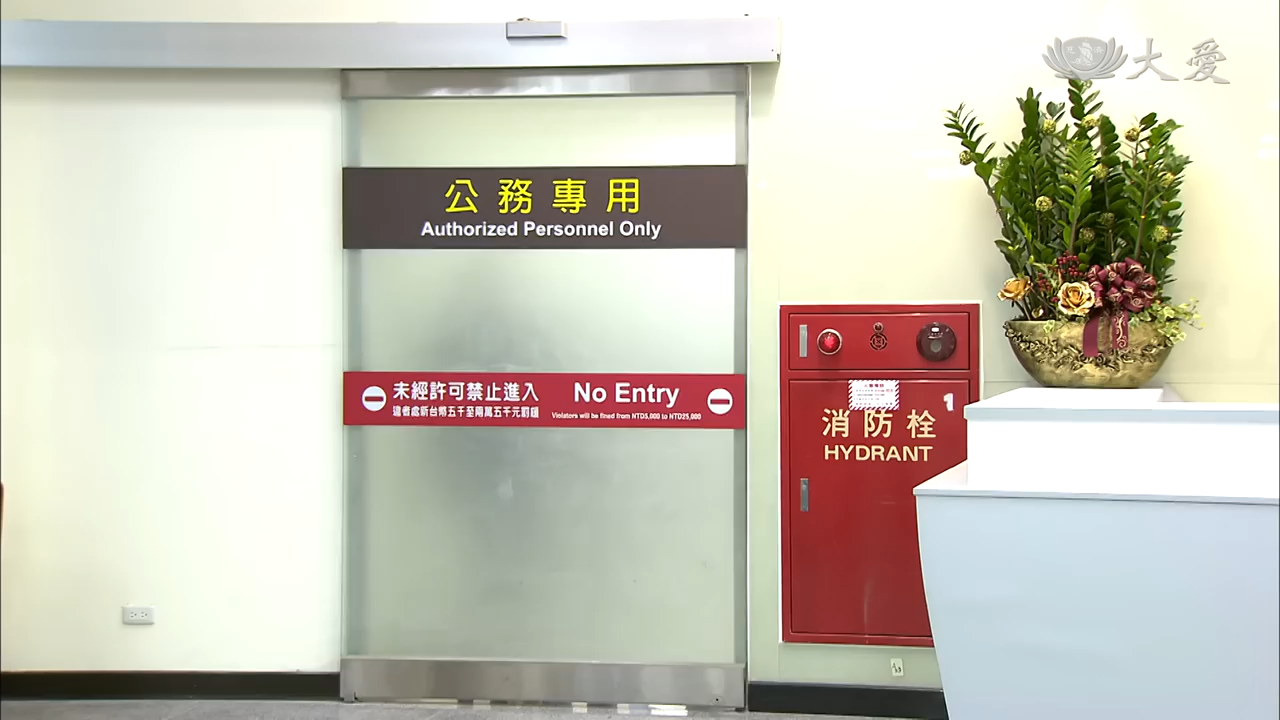 大愛
公務專用
Authorized Personnel Only
未經許可禁止進入
違者處新台幣五千至兩萬五千元罰鍰
No Entry
Violators will be fined from NTD5,000 to NTD25,000
1
消防栓
HYDRANT